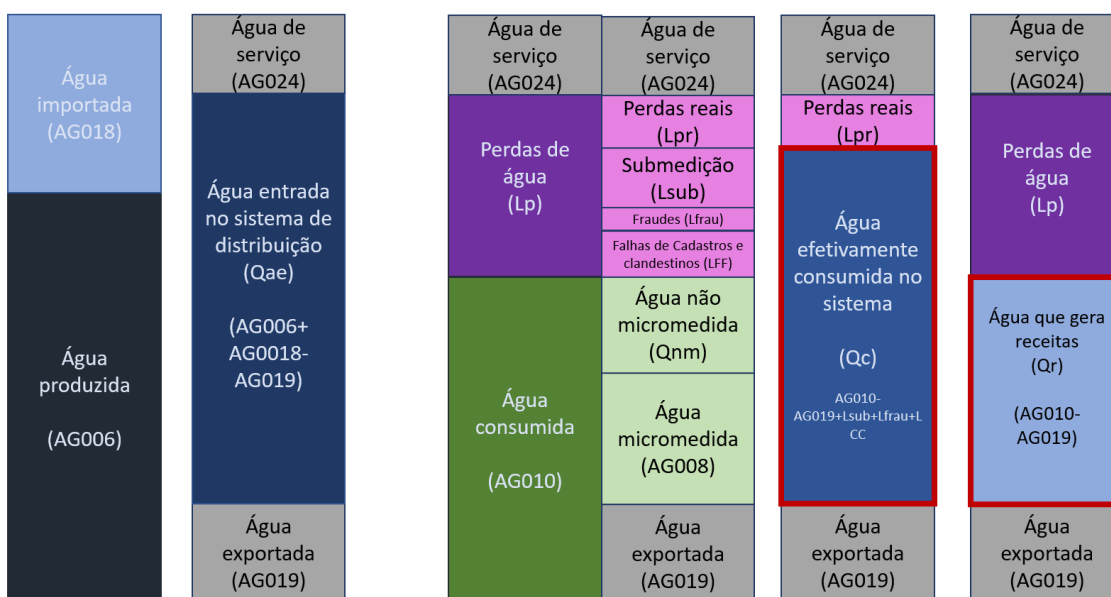 Água
importada
(AG018)
Água
produzida
(AG006)
Água de
serviço
(AG024)
Água entrada
no sistema de
distribuição
(Qae)
(AG006+
AG0018-
AG019)
Água
exportada
(AG019)
Água de
serviço
(AG024)
Perdas de
água
(Lp)
Água
consumida
(AG010)
Água de
serviço
(AG024)
Perdas reais
(Lpr)
Submedição
(Lsub)
Fraudes (Lfrau)
Falhas de Cadastros e
clandestinos (LFF)
Água não
micromedida
(Qnm)
Água
micromedida
(AG008)
Água
exportada
(AG019)
Água de
serviço
(AG024)
Perdas reais
(Lpr)
Água
efetivamente
consumida no
sistema
(Qc)
AG010-
AG019+Lsub+Lfrau+L
CC
Água
exportada
(AG019)
Água de
serviço
(AG024)
Perdas de
água
(Lp)
Água que gera
receitas
(Qr)
(AG010-
AG019)
Água
exportada
(AG019)